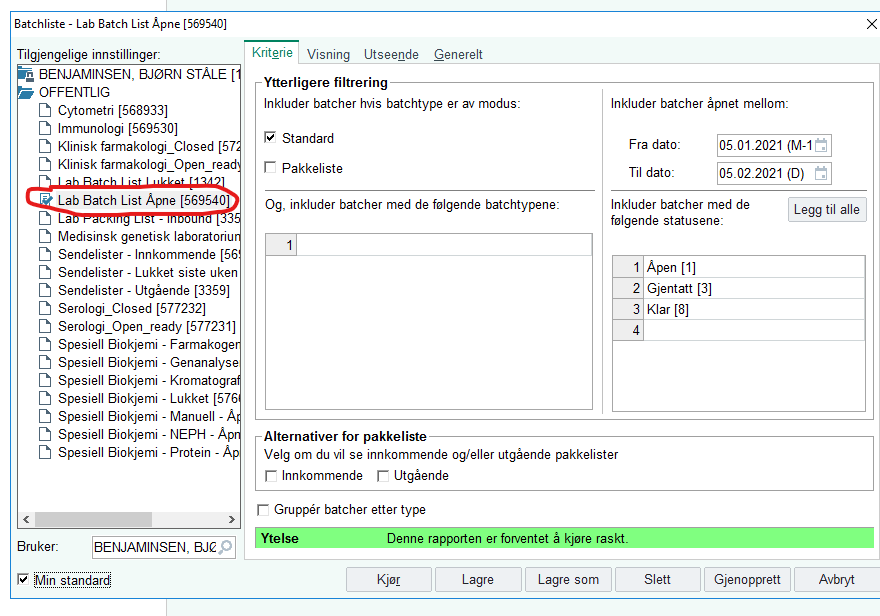 Batchliste - Lab Batch List Åpne [569540]
Tilgjengelige innstillinger:
BENJAMINSEN, BJØRN STÅLE [1
OFFENTLIG
Cytometri [568933]
Immunologi [569530]
Klinisk farmakologi_Closed [572
Klinisk farmakologi_Open_ready
Lab Batch List Lukket [1342]
Lab Batch List Åpne [569540]
Lab Packing List - Inbound [335
Medisinsk genetisk laboratorium
Sendelister - Innkommende [569
Sendelister - Lukket siste uken
Sendelister - Utgående [3359]
Serologi_Closed [577232]
Serologi_Open_ready [577231]
Spesiell Biokjemi - Farmakogen
Spesiell Biokjemi - Genanalyse
Spesiell Biokjemi - Kromatograf
Spesiell Biokjemi - Lukket [5766
Spesiell Biokjemi - Manuell - Åp
Spesiell Biokjemi - NEPH - Åpn
Spesiell Biokjemi - Protein - Åp
Bruker: BENJAMINSEN, BJØ
Min standard
Kriterie Visning Utseende Generelt
Ytterligere filtrering
Inkluder batcher hvis batchtype er av modus:
Standard
Pakkeliste
Og, inkluder batcher med de følgende batchtypene:
1
Inkluder batcher åpnet mellom:
Fra dato: 05.01.2021 (M-1
Til dato: 05.02.2021 (D)
Inkluder batcher med de
følgende statusene:
Legg til alle
1 Åpen [1]
2 Gjentatt [3]
3 Klar [8]
4
Alternativer for pakkeliste
Velg om du vil se innkommende og/eller utgående pakkelister
Innkommende Utgående
Gruppér batcher etter type
Ytelse Denne rapporten er forventet å kjøre raskt.
Kjør Lagre Lagre som Slett Gjenopprett Avbryt